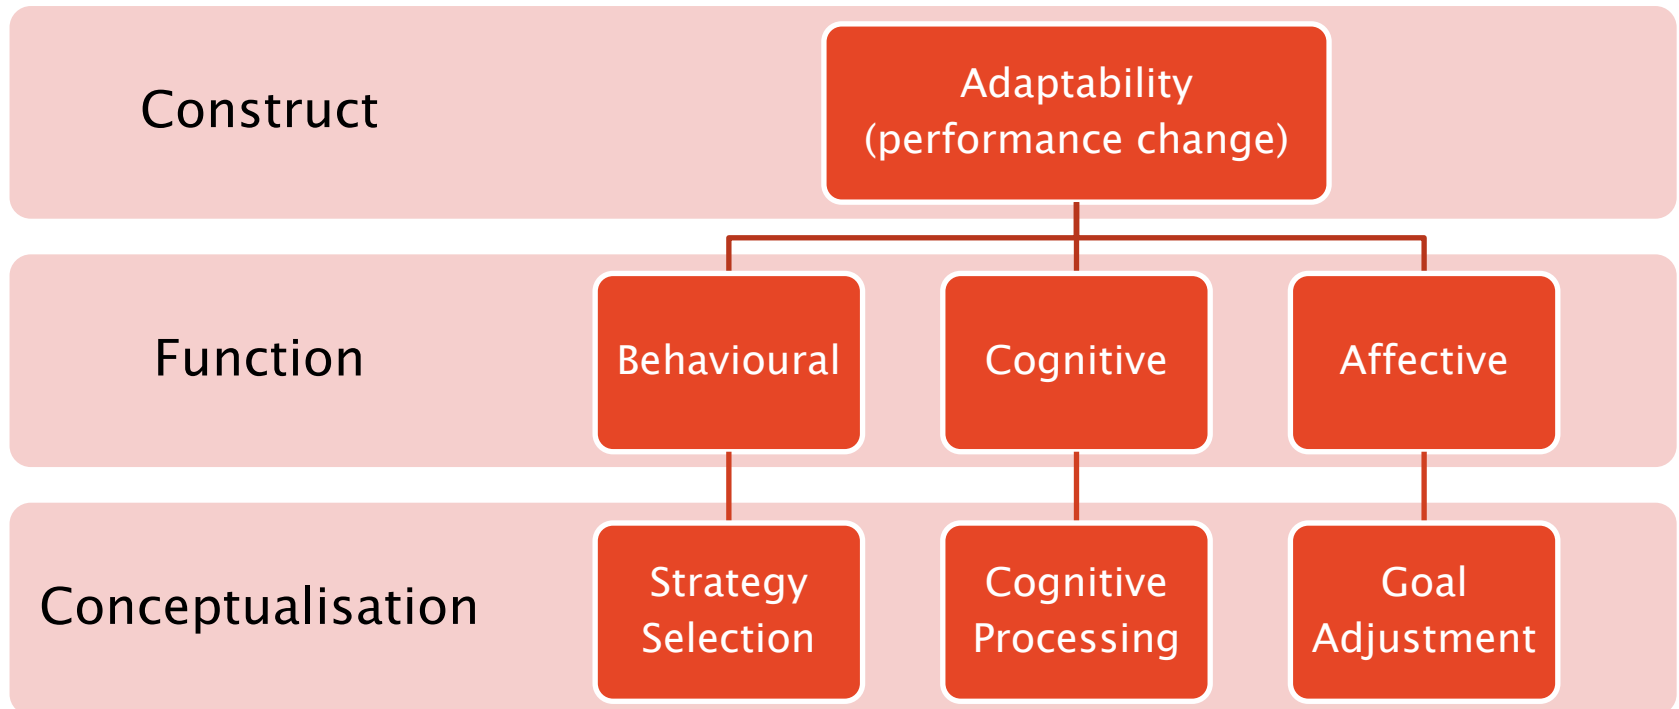 Construct
Adaptability
(performance change)
Function
Behavioural
Cognitive
Affective
Conceptualisation
Strategy
Selection
Cognitive
Processing
Goal
Adjustment